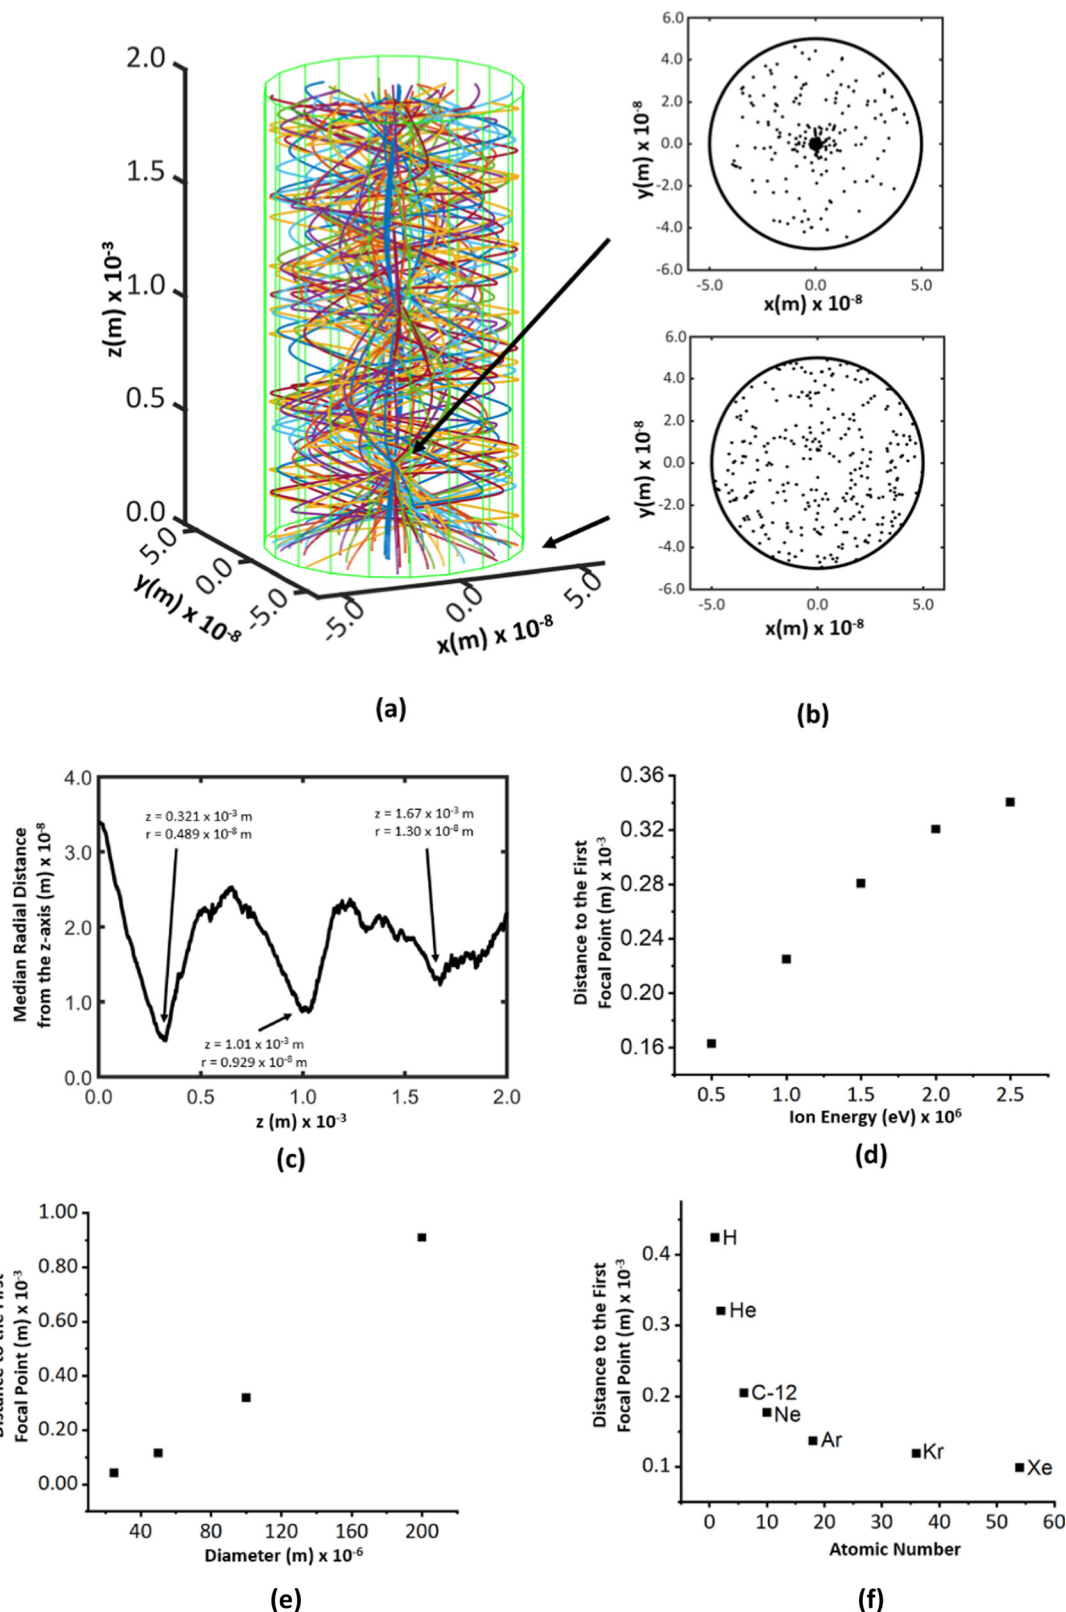 2.0
1.5
1.0
0.5
0.0
z(m) x 10⁻³
5.0
0.0
-5.0
y(m) x 10⁻⁸
-5.0
0.0
5.0
x(m) x 10⁻⁸
(a)
6.0
4.0
2.0
0.0
-2.0
-4.0
-6.0
y(m) x 10⁻⁸
-5.0 0.0 5.0
x(m) x 10⁻⁸
6.0
4.0
2.0
0.0
-2.0
-4.0
-6.0
y(m) x 10⁻⁸
-5.0 0.0 5.0
x(m) x 10⁻⁸
(b)
Median Radial Distance
from the z-axis (m) x 10⁻⁸
4.0
3.0
2.0
1.0
0.0
z = 0.321 x 10⁻³ m
r = 0.489 x 10⁻⁸ m
z = 1.67 x 10⁻³ m
r = 1.30 x 10⁻⁸ m
z = 1.01 x 10⁻³ m
r = 0.929 x 10⁻⁸ m
0.0 0.5 1.0 1.5 2.0
z (m) x 10⁻³
(c)
Distance to the First
Focal Point (m) x 10⁻³
0.36
0.32
0.28
0.24
0.20
0.16
0.5 1.0 1.5 2.0 2.5
Ion Energy (eV) x 10⁶
(d)
Distance to the First
Focal Point (m) x 10⁻³
1.00
0.80
0.60
0.40
0.20
0.00
40 80 120 160 200
Diameter (m) x 10⁻⁶
(e)
Distance to the First
Focal Point (m) x 10⁻³
0.4
0.3
0.2
0.1
H
He
C-12
Ne
Ar
Kr
Xe
0 10 20 30 40 50 60
Atomic Number
(f)